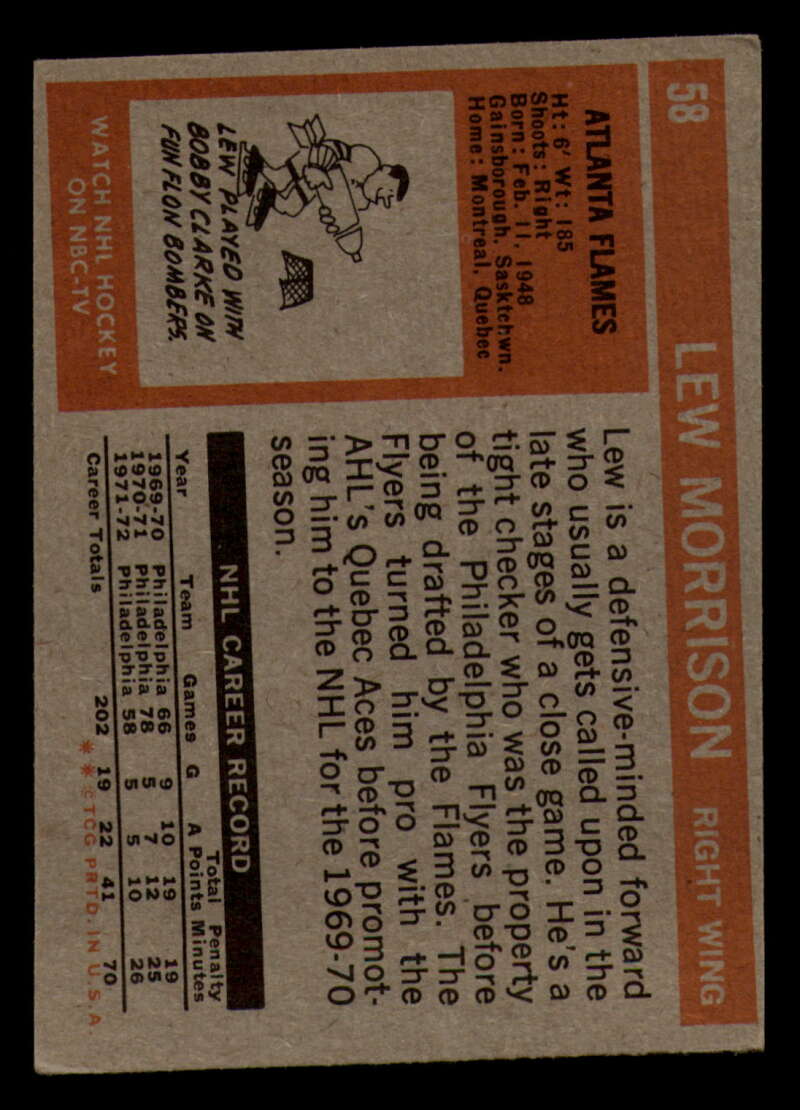 58 LEW MORRISON RIGHT WING
ATLANTA FLAMES
Ht: 6' Wt: 185
Shoots: Right
Born: Feb. 11, 1948
Gainsborough, Sasktchwn.
Home: Montreal, Quebec
LEW PLAYED WITH
BOBBY CLARKE ON
FUN FLON BOMBERS.
WATCH NHL HOCKEY
ON NBC-TV
Lew is a defensive-minded forward
who usually gets called upon in the
late stages of a close game. He's a
tight checker who was the property
of the Philadelphia Flyers before
being drafted by the Flames. The
Flyers turned him pro with the
AHL's Quebec Aces before promot-
ing him to the NHL for the 1969-70
season.
NHL CAREER RECORD
Total Penalty
Year Team Games G A Points Minutes
1969-70 Philadelphia 66 9 10 19 19
1970-71 Philadelphia 78 5 7 12 25
1971-72 Philadelphia 58 5 5 10 26
Career Totals 202 19 22 41 70
* * ©TCG PRTD. IN U.S.A.